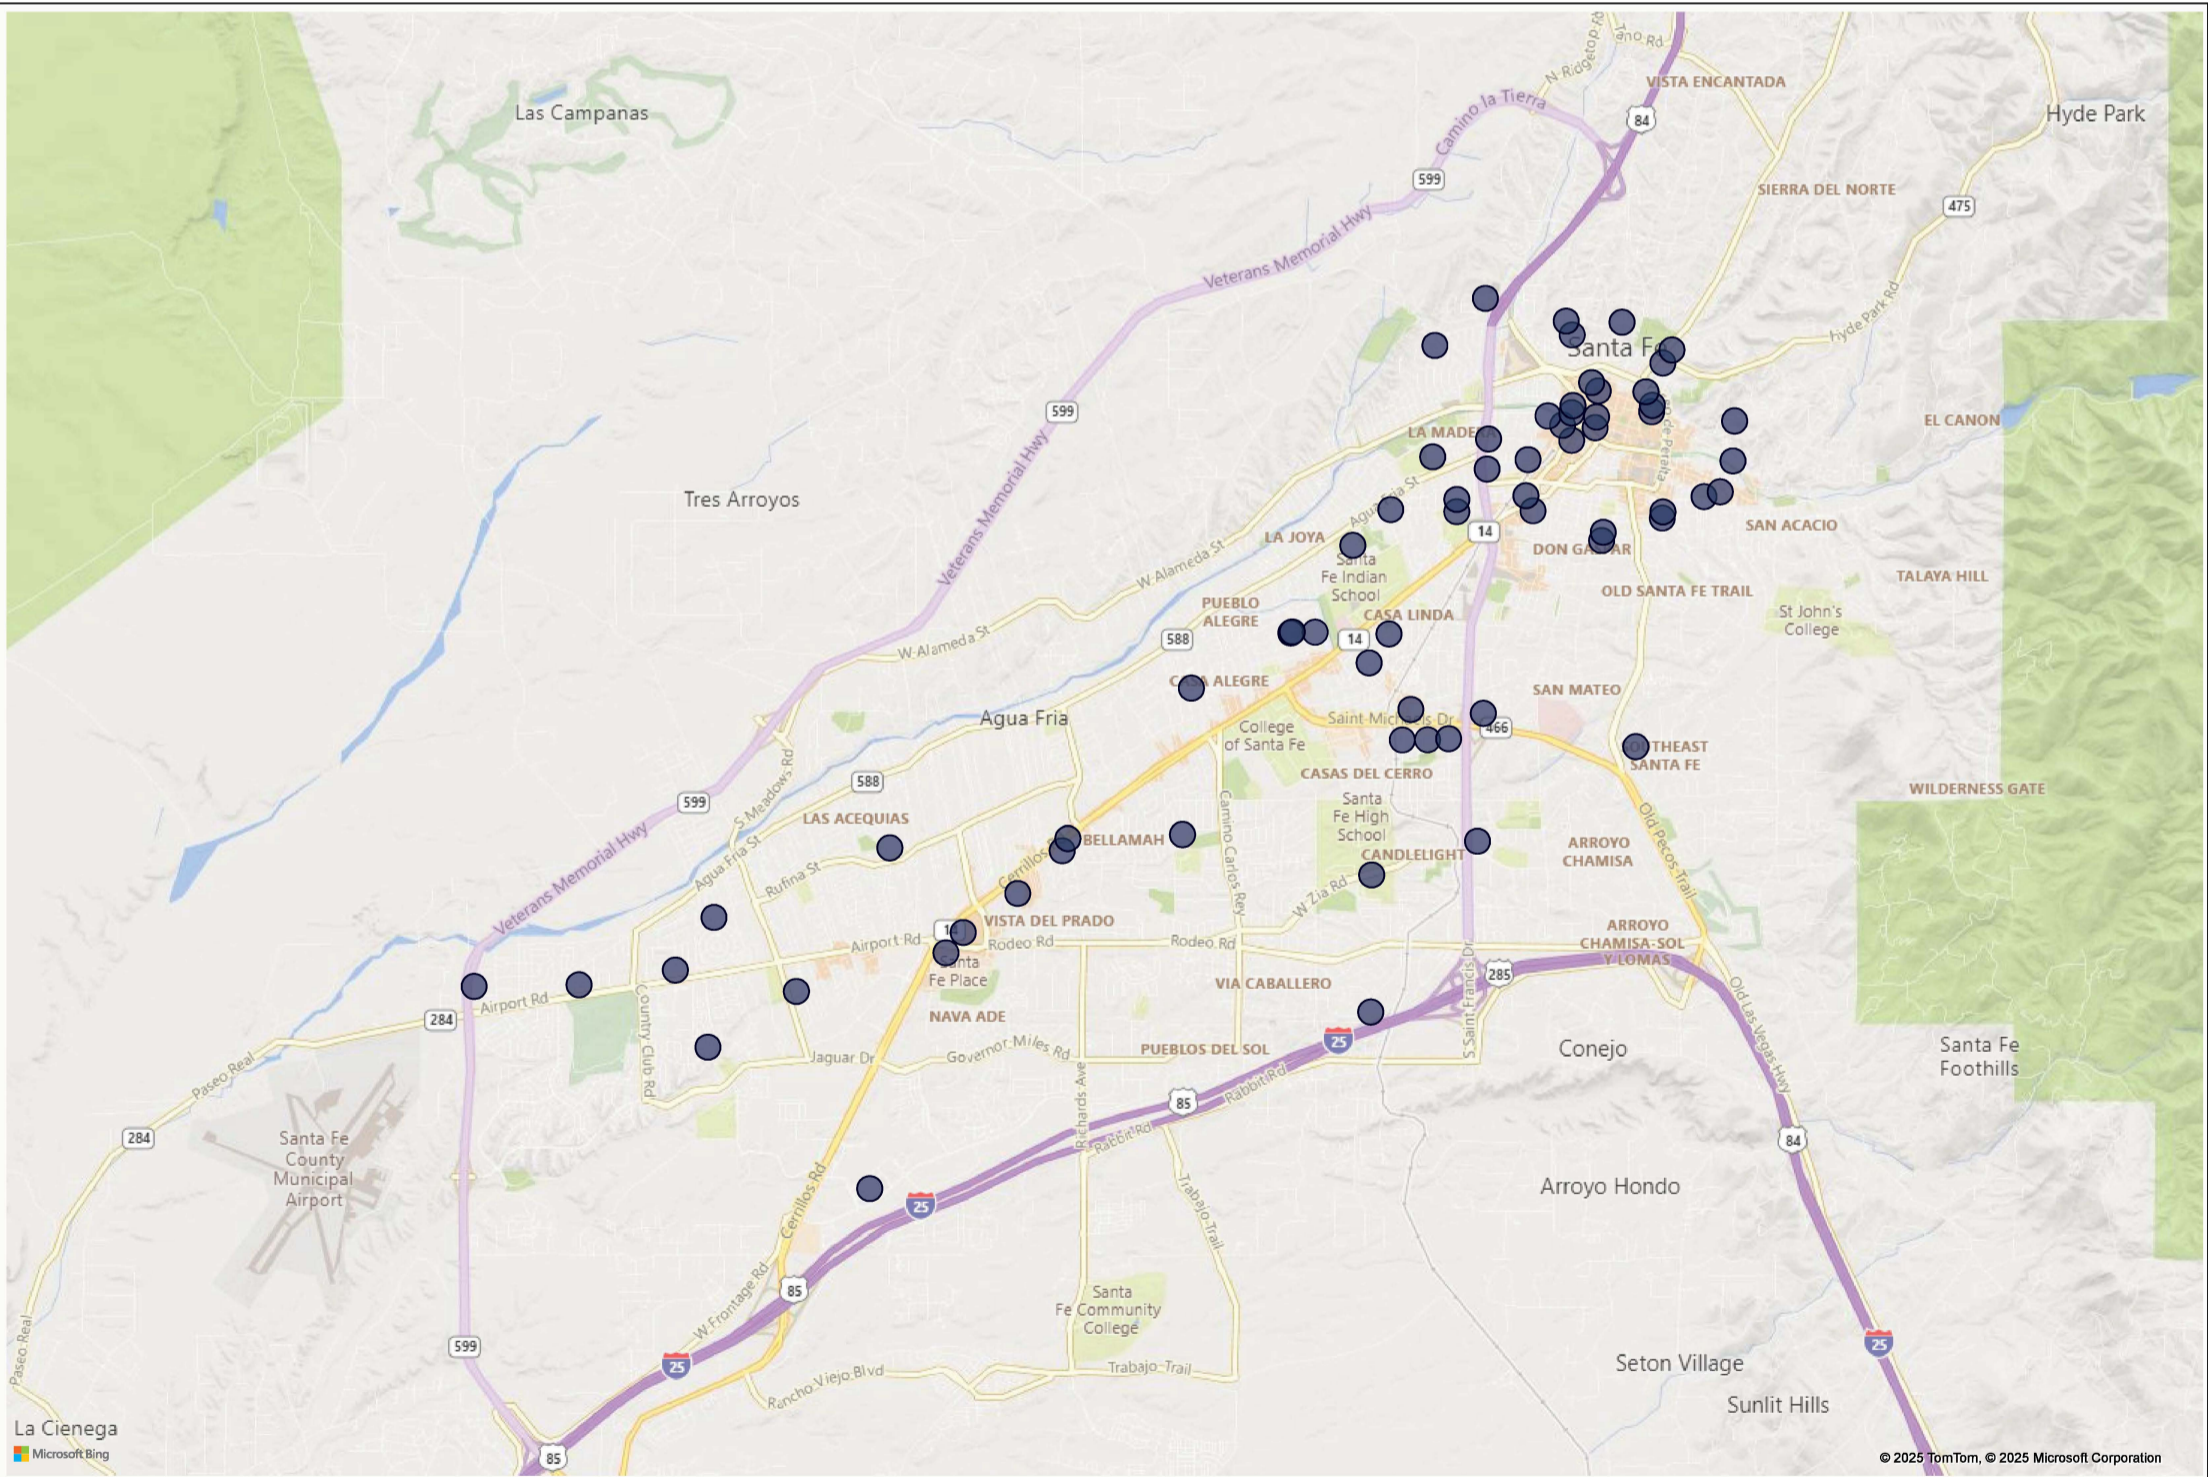 Tano Rd
N Ridgetop Rd
VISTA ENCANTADA
Las Campanas
Camino la Tierra
84
Hyde Park
599
SIERRA DEL NORTE
475
Veterans Memorial Hwy
Hyde Park Rd
Santa Fe
599
EL CANON
LA MADERA
Veterans Memorial Hwy
Tres Arroyos
Agua Fria St
SAN ACACIO
LA JOYA
14
DON GASPAR
W Alameda St
Santa
Fe Indian
School
TALAYA HILL
OLD SANTA FE TRAIL
PUEBLO
ALEGRE
CASA LINDA
St John's
College
W Alameda St
588
14
CASA ALEGRE
SAN MATEO
Agua Fria
Saint Michaels Dr
College
of Santa Fe
466
SOUTHEAST
SANTA FE
CASAS DEL CERRO
588
S Meadows Rd
WILDERNESS GATE
599
Santa
Fe High
School
LAS ACEQUIAS
Camino Carlos Rey
Old Pecos Trail
BELLAMAH
ARROYO
CHAMISA
CANDLELIGHT
Cerrillos
Agua Fria St
Rufina St
W Zia Rd
Veterans Memorial Hwy
VISTA DEL PRADO
14
ARROYO
CHAMISA-SOL
Y LOMAS
Airport Rd
Rodeo Rd
Rodeo Rd
Santa
Fe Place
285
VIA CABALLERO
Airport Rd
S Saint Francis Dr
Country Club Rd
Old Las Vegas Hwy
284
NAVA ADE
25
PUEBLOS DEL SOL
Conejo
Santa Fe
Foothills
Jaguar Dr
Governor Miles Rd
Paseo Real
Richards Ave
85
Rabbit Rd
284
Rabbit Rd
84
Santa Fe
County
Municipal
Airport
Arroyo Hondo
Cerrillos Rd
25
Trabajo Trail
85
W Frontage Rd
Santa
Fe Community
College
Paseo Real
599
25
25
Trabajo Trail
Rancho Viejo Blvd
Seton Village
Sunlit Hills
La Cienega
Microsoft Bing
85
© 2025 TomTom, © 2025 Microsoft Corporation